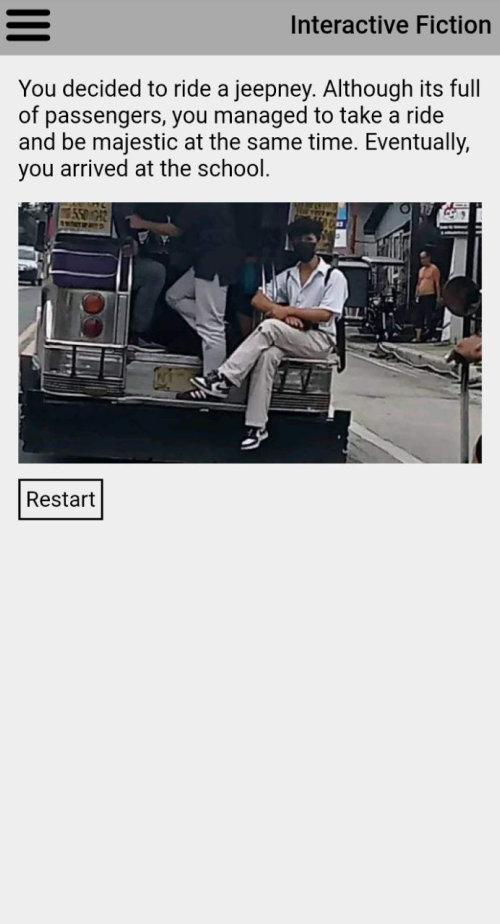 Interactive Fiction
You decided to ride a jeepney. Although its full
of passengers, you managed to take a ride
and be majestic at the same time. Eventually,
you arrived at the school.
Restart